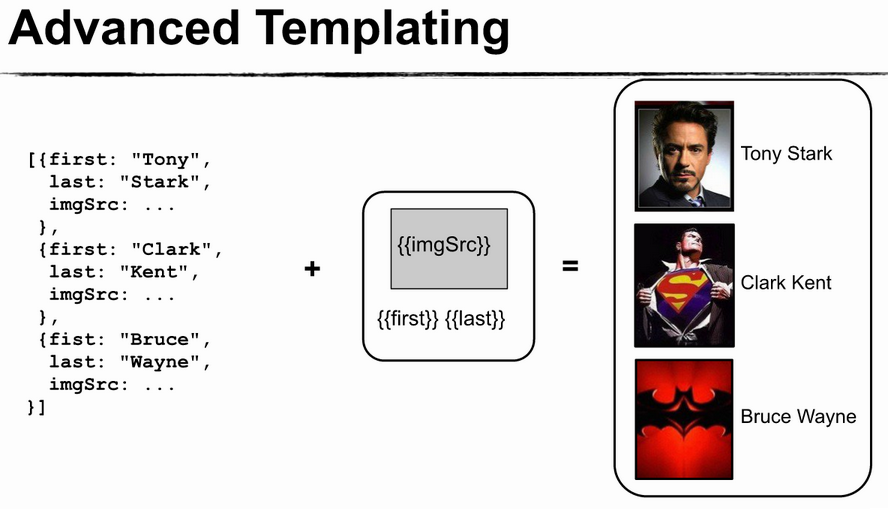 Advanced Templating
[{first: "Tony",
last: "Stark",
imgSrc: ...
},
{first: "Clark",
last: "Kent",
imgSrc: ...
},
{fist: "Bruce",
last: "Wayne",
imgSrc: ...
}]
+
{{imgSrc}}
{{first}} {{last}}
=
Tony Stark
Clark Kent
Bruce Wayne